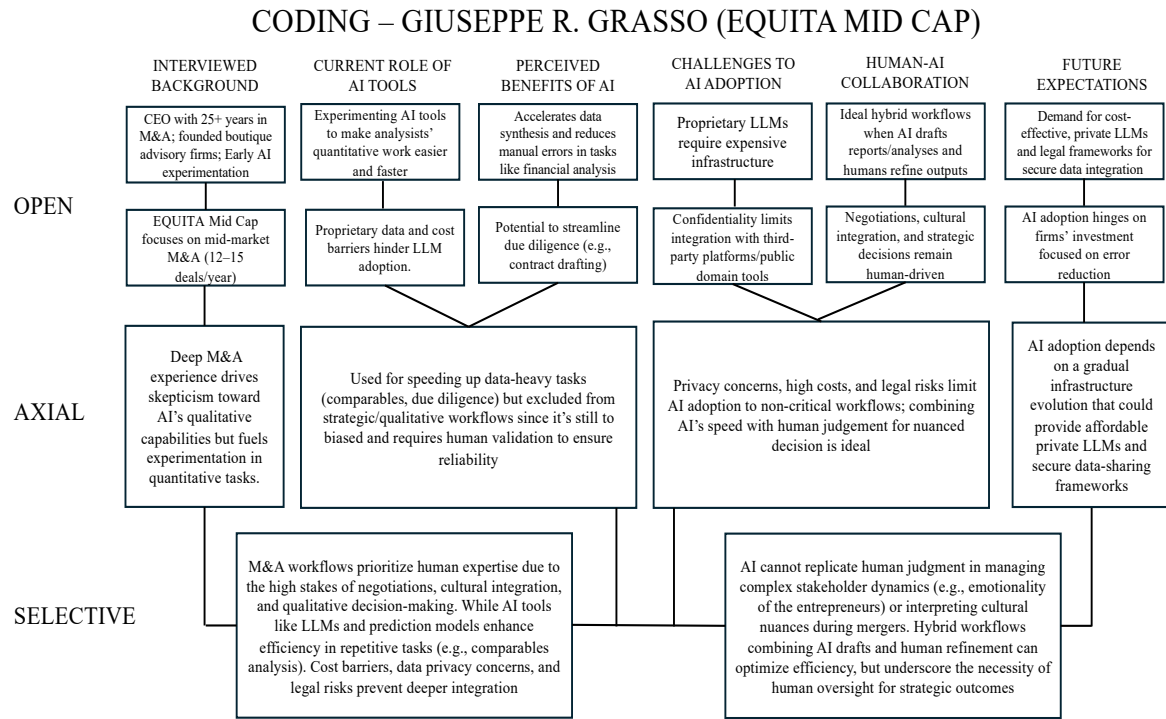 CODING – GIUSEPPE R. GRASSO (EQUITA MID CAP)
INTERVIEWED
BACKGROUND
CURRENT ROLE OF
AI TOOLS
PERCEIVED
BENEFITS OF AI
CHALLENGES TO
AI ADOPTION
HUMAN-AI
COLLABORATION
FUTURE
EXPECTATIONS
OPEN
CEO with 25+ years in
M&A; founded boutique
advisory firms; Early AI
experimentation
Experimenting AI tools
to make analysists’
quantitative work easier
and faster
Accelerates data
synthesis and reduces
manual errors in tasks
like financial analysis
Proprietary LLMs
require expensive
infrastructure
Ideal hybrid workflows
when AI drafts
reports/analyses and
humans refine outputs
Demand for cost-
effective, private LLMs
and legal frameworks for
secure data integration
EQUITA Mid Cap
focuses on mid-market
M&A (12–15
deals/year)
Proprietary data and cost
barriers hinder LLM
adoption.
Potential to streamline
due diligence (e.g.,
contract drafting)
Confidentiality limits
integration with third-
party platforms/public
domain tools
Negotiations, cultural
integration, and strategic
decisions remain
human-driven
AI adoption hinges on
firms’ investment
focused on error
reduction
AXIAL
Deep M&A
experience drives
skepticism toward
AI’s qualitative
capabilities but fuels
experimentation in
quantitative tasks.
Used for speeding up data-heavy tasks
(comparables, due diligence) but excluded from
strategic/qualitative workflows since it’s still to
biased and requires human validation to ensure
reliability
Privacy concerns, high costs, and legal risks limit
AI adoption to non-critical workflows; combining
AI’s speed with human judgement for nuanced
decision is ideal
AI adoption depends
on a gradual
infrastructure
evolution that could
provide affordable
private LLMs and
secure data-sharing
frameworks
SELECTIVE
M&A workflows prioritize human expertise due to
the high stakes of negotiations, cultural integration,
and qualitative decision-making. While AI tools
like LLMs and prediction models enhance
efficiency in repetitive tasks (e.g., comparables
analysis). Cost barriers, data privacy concerns, and
legal risks prevent deeper integration
AI cannot replicate human judgment in managing
complex stakeholder dynamics (e.g., emotionality
of the entrepreneurs) or interpreting cultural
nuances during mergers. Hybrid workflows
combining AI drafts and human refinement can
optimize efficiency, but underscore the necessity of
human oversight for strategic outcomes